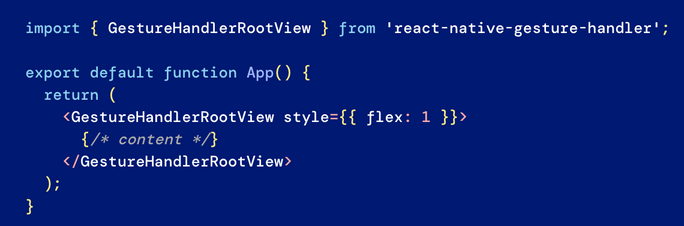 import { GestureHandlerRootView } from 'react-native-gesture-handler';
export default function App() {
  return (
    <GestureHandlerRootView style={{ flex: 1 }}>
      {/* content */}
    </GestureHandlerRootView>
  );
}